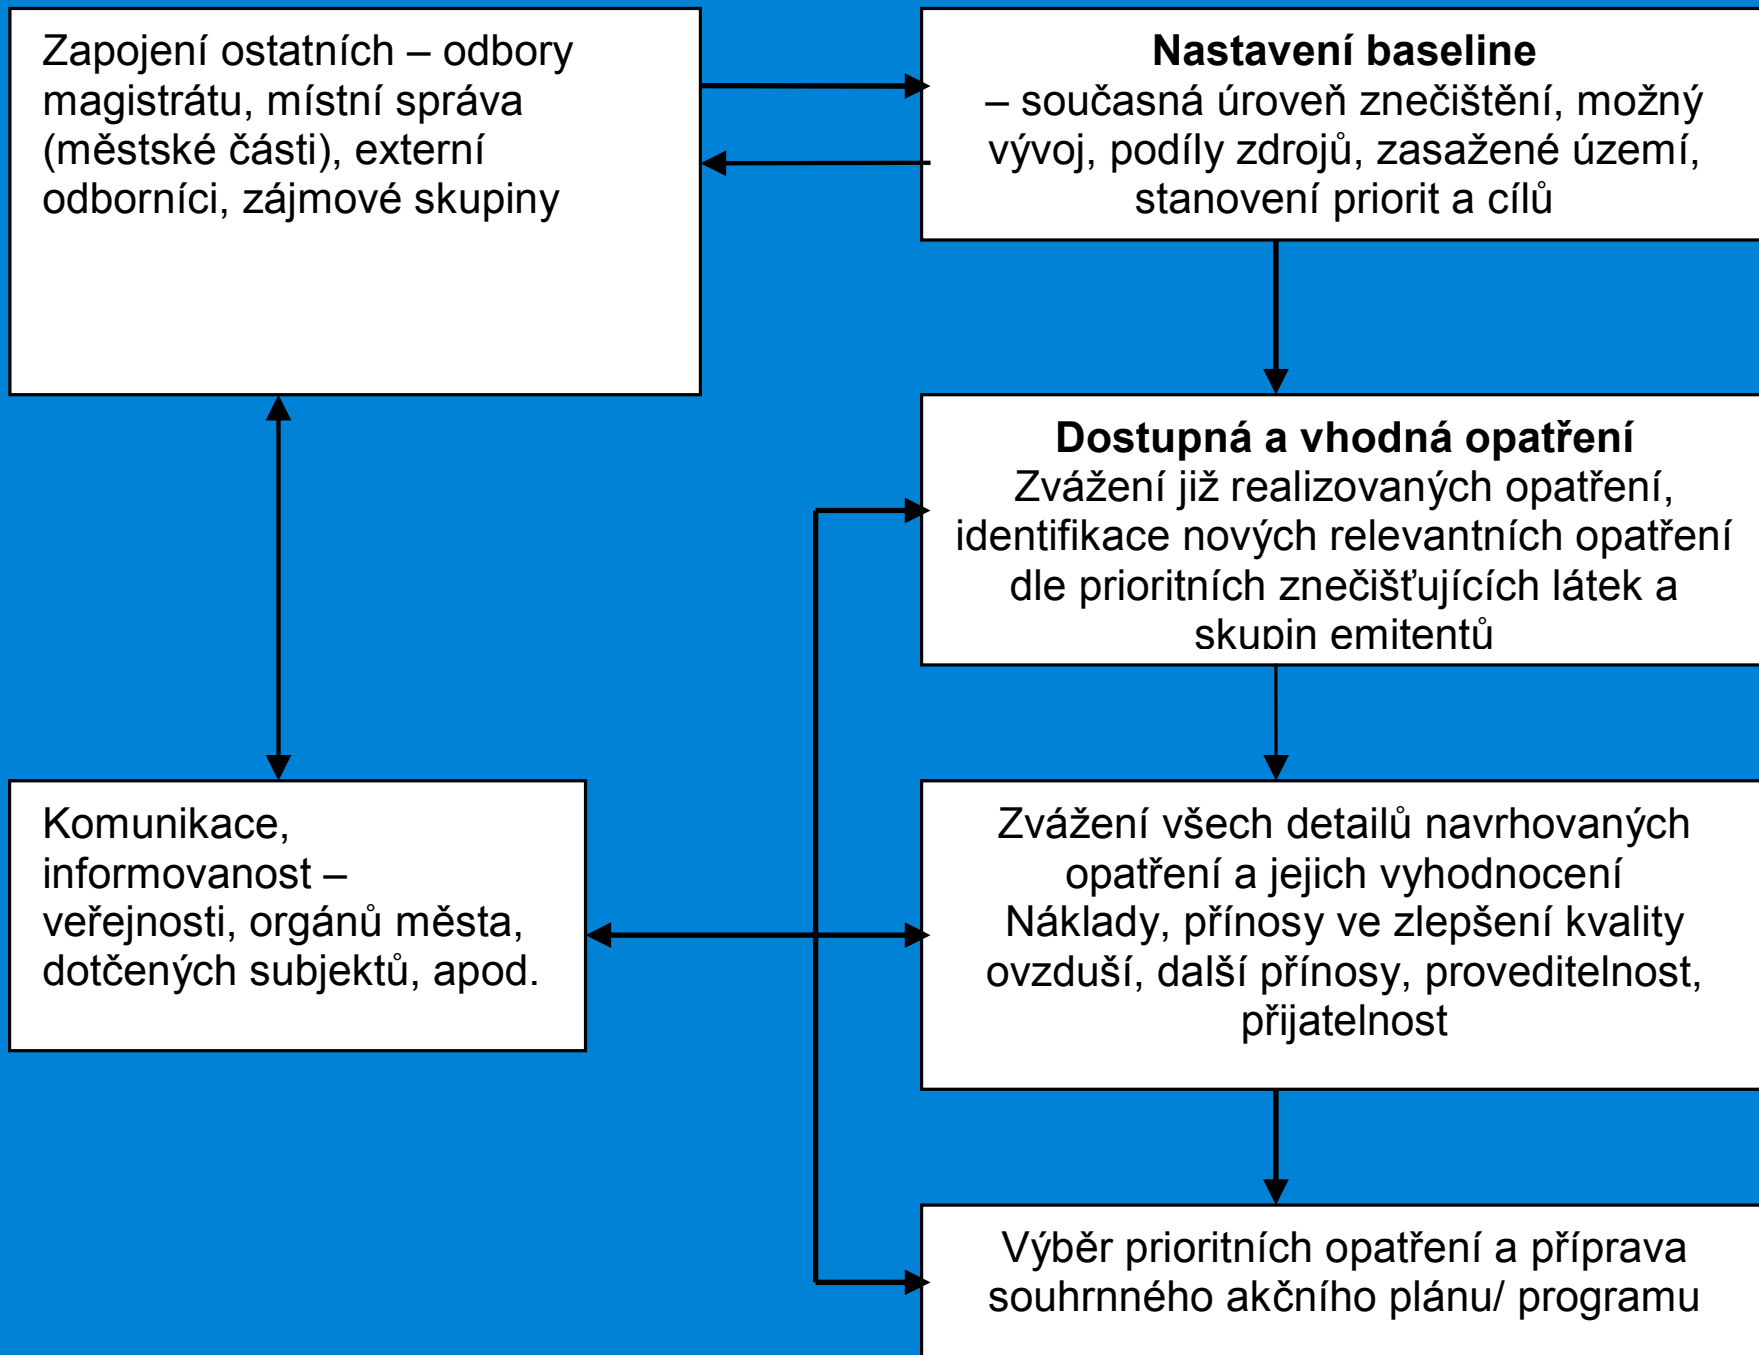 Zapojení ostatních – odbory
magistrátu, místní správa
(městské části), externí
odborníci, zájmové skupiny
Nastavení baseline
– současná úroveň znečištění, možný
vývoj, podíly zdrojů, zasažené území,
stanovení priorit a cílů
Dostupná a vhodná opatření
Zvážení již realizovaných opatření,
identifikace nových relevantních opatření
dle prioritních znečišťujících látek a
skupin emitentů
Komunikace,
informovanost –
veřejnosti, orgánů města,
dotčených subjektů, apod.
Zvážení všech detailů navrhovaných
opatření a jejich vyhodnocení
Náklady, přínosy ve zlepšení kvality
ovzduší, další přínosy, proveditelnost,
přijatelnost
Výběr prioritních opatření a příprava
souhrnného akčního plánu/ programu